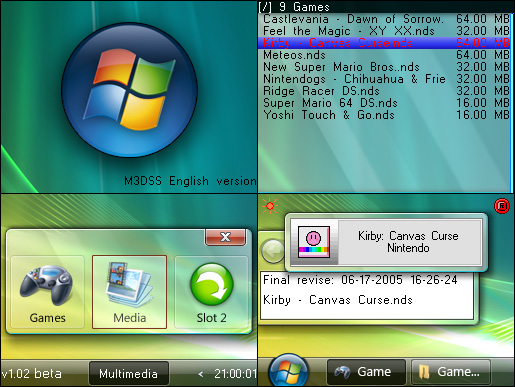 M3DSS English version
[/] 9 Games
Castlevania - Dawn of Sorrow. 64.00 MB
Feel the Magic - XY XX.nds 32.00 MB
Kirby - Canvas Curse.nds 64.00 MB
Meteos.nds 64.00 MB
New Super Mario Bros..nds 32.00 MB
Nintendogs - Chihuahua & Frie 32.00 MB
Ridge Racer DS.nds 32.00 MB
Super Mario 64 DS.nds 16.00 MB
Yoshi Touch & Go.nds 16.00 MB
Games
Media
Slot 2
v1.02 beta
Multimedia
< 21:00:01
Kirby: Canvas Curse
Nintendo
Final revise: 06-17-2005 16-26-24
Kirby - Canvas Curse.nds
Game
Game...